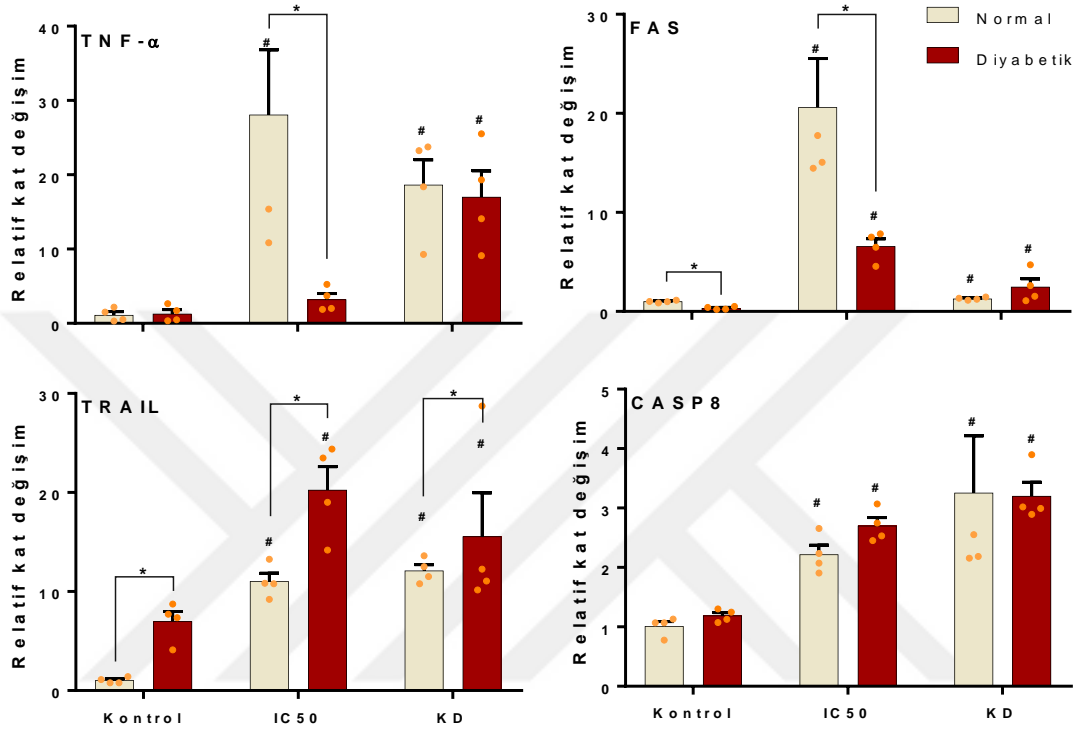 TNF-α
Relatif kat değişim
40
30
20
10
0
#
*
#
#
FAS
Relatif kat değişim
30
20
10
0
*
#
*
#
#
#
Normal
Diyabetik
TRAIL
Relatif kat değişim
30
20
10
0
*
#
*
#
#
*
#
Kontrol
IC50
KD
CASP8
Relatif kat değişim
5
4
3
2
1
0
#
#
#
#
Kontrol
IC50
KD